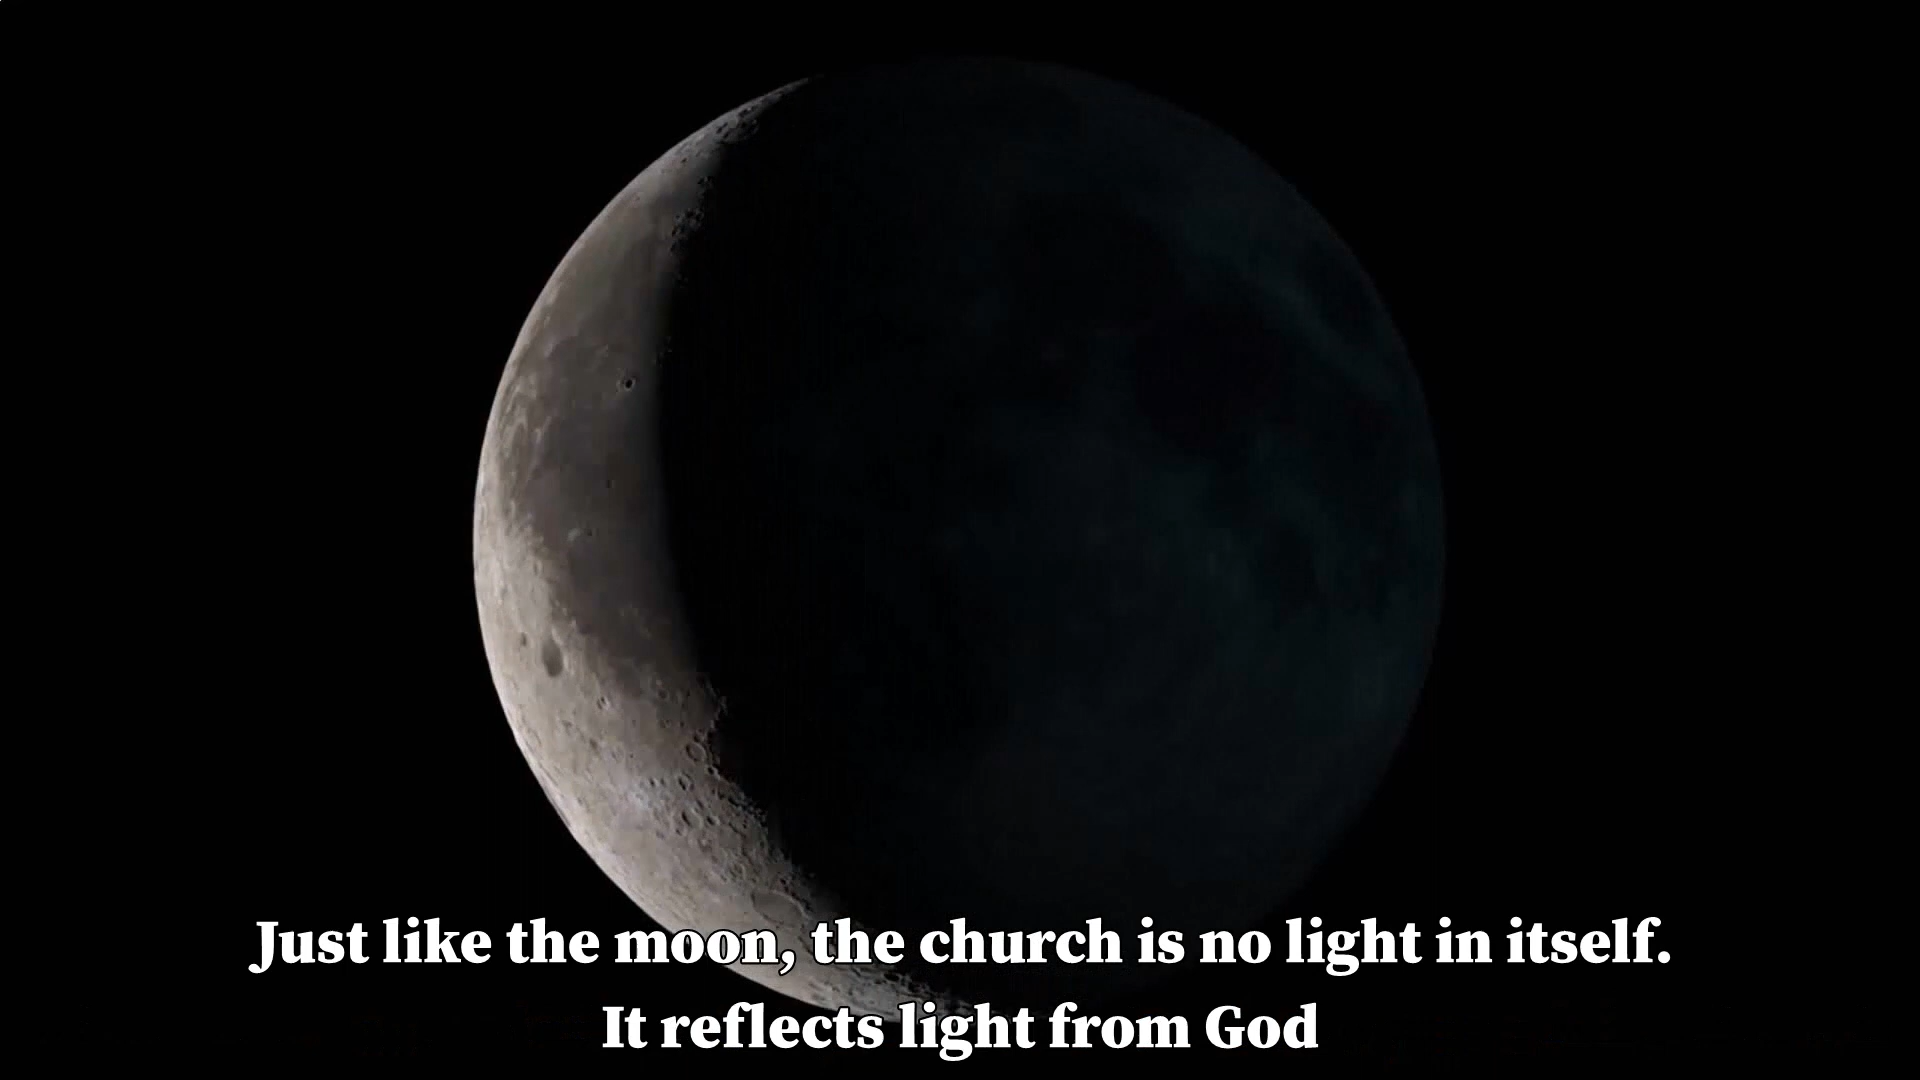 Just like the moon, the church is no light in itself.
It reflects light from God